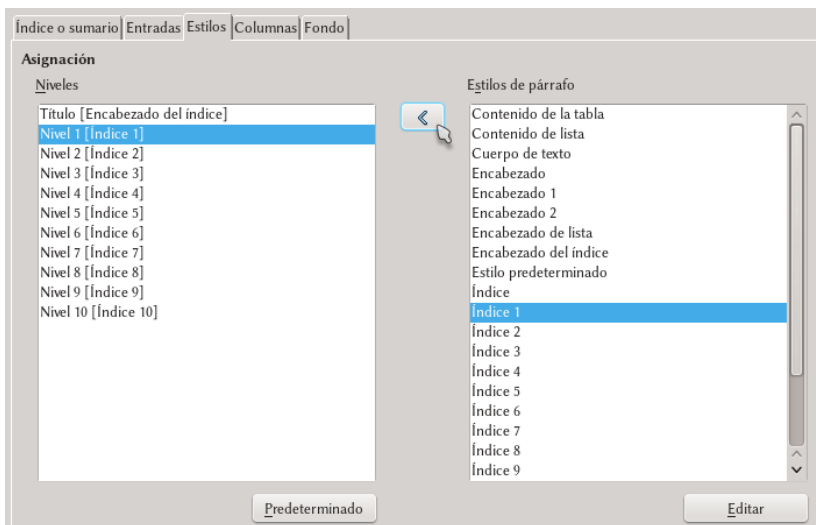 Índice o sumario Entradas Estilos Columnas Fondo
Asignación
Niveles
Título [Encabezado del índice]
Nivel 1 [Índice 1]
Nivel 2 [Índice 2]
Nivel 3 [Índice 3]
Nivel 4 [Índice 4]
Nivel 5 [Índice 5]
Nivel 6 [Índice 6]
Nivel 7 [Índice 7]
Nivel 8 [Índice 8]
Nivel 9 [Índice 9]
Nivel 10 [Índice 10]
Predeterminado
Estilos de párrafo
Contenido de la tabla
Contenido de lista
Cuerpo de texto
Encabezado
Encabezado 1
Encabezado 2
Encabezado de lista
Encabezado del índice
Estilo predeterminado
Índice
Índice 1
Índice 2
Índice 3
Índice 4
Índice 5
Índice 6
Índice 7
Índice 8
Índice 9
Editar